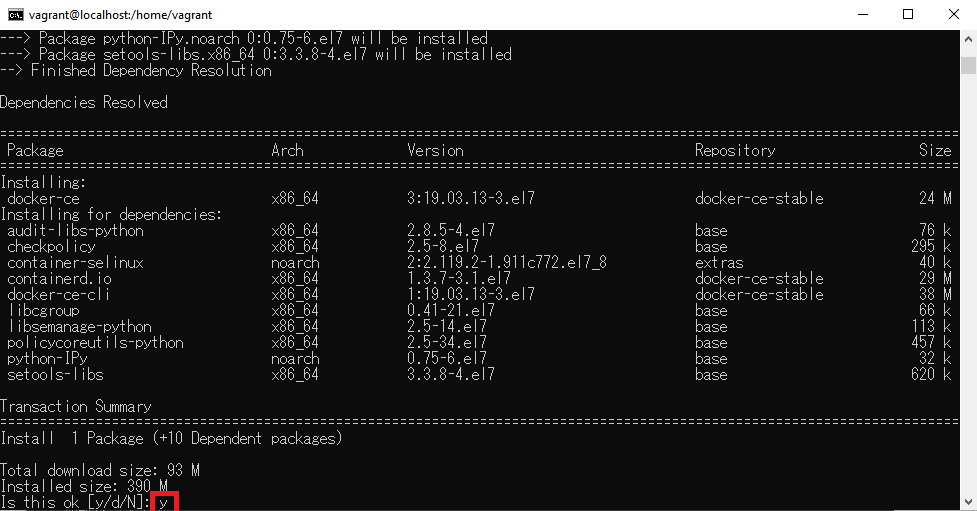 vagrant@localhost:/home/vagrant
---> Package python-IPy.noarch 0:0.75-6.el7 will be installed
---> Package setools-libs.x86_64 0:3.3.8-4.el7 will be installed
--> Finished Dependency Resolution
Dependencies Resolved
================================================================================
Package Arch Version Repository Size
================================================================================
Installing:
docker-ce x86_64 3:19.03.13-3.el7 docker-ce-stable 24 M
Installing for dependencies:
audit-libs-python x86_64 2.8.5-4.el7 base 76 k
checkpolicy x86_64 2.5-8.el7 base 295 k
container-selinux noarch 2:2.119.2-1.911c772.el7_8 extras 40 k
containerd.io x86_64 1.3.7-3.1.el7 docker-ce-stable 29 M
docker-ce-cli x86_64 1:19.03.13-3.el7 docker-ce-stable 38 M
libcgroup x86_64 0.41-21.el7 base 66 k
libsemanage-python x86_64 2.5-14.el7 base 113 k
policycoreutils-python x86_64 2.5-34.el7 base 457 k
python-IPy noarch 0.75-6.el7 base 32 k
setools-libs x86_64 3.3.8-4.el7 base 620 k
Transaction Summary
================================================================================
Install 1 Package (+10 Dependent packages)
Total download size: 93 M
Installed size: 390 M
Is this ok [y/d/N]: y